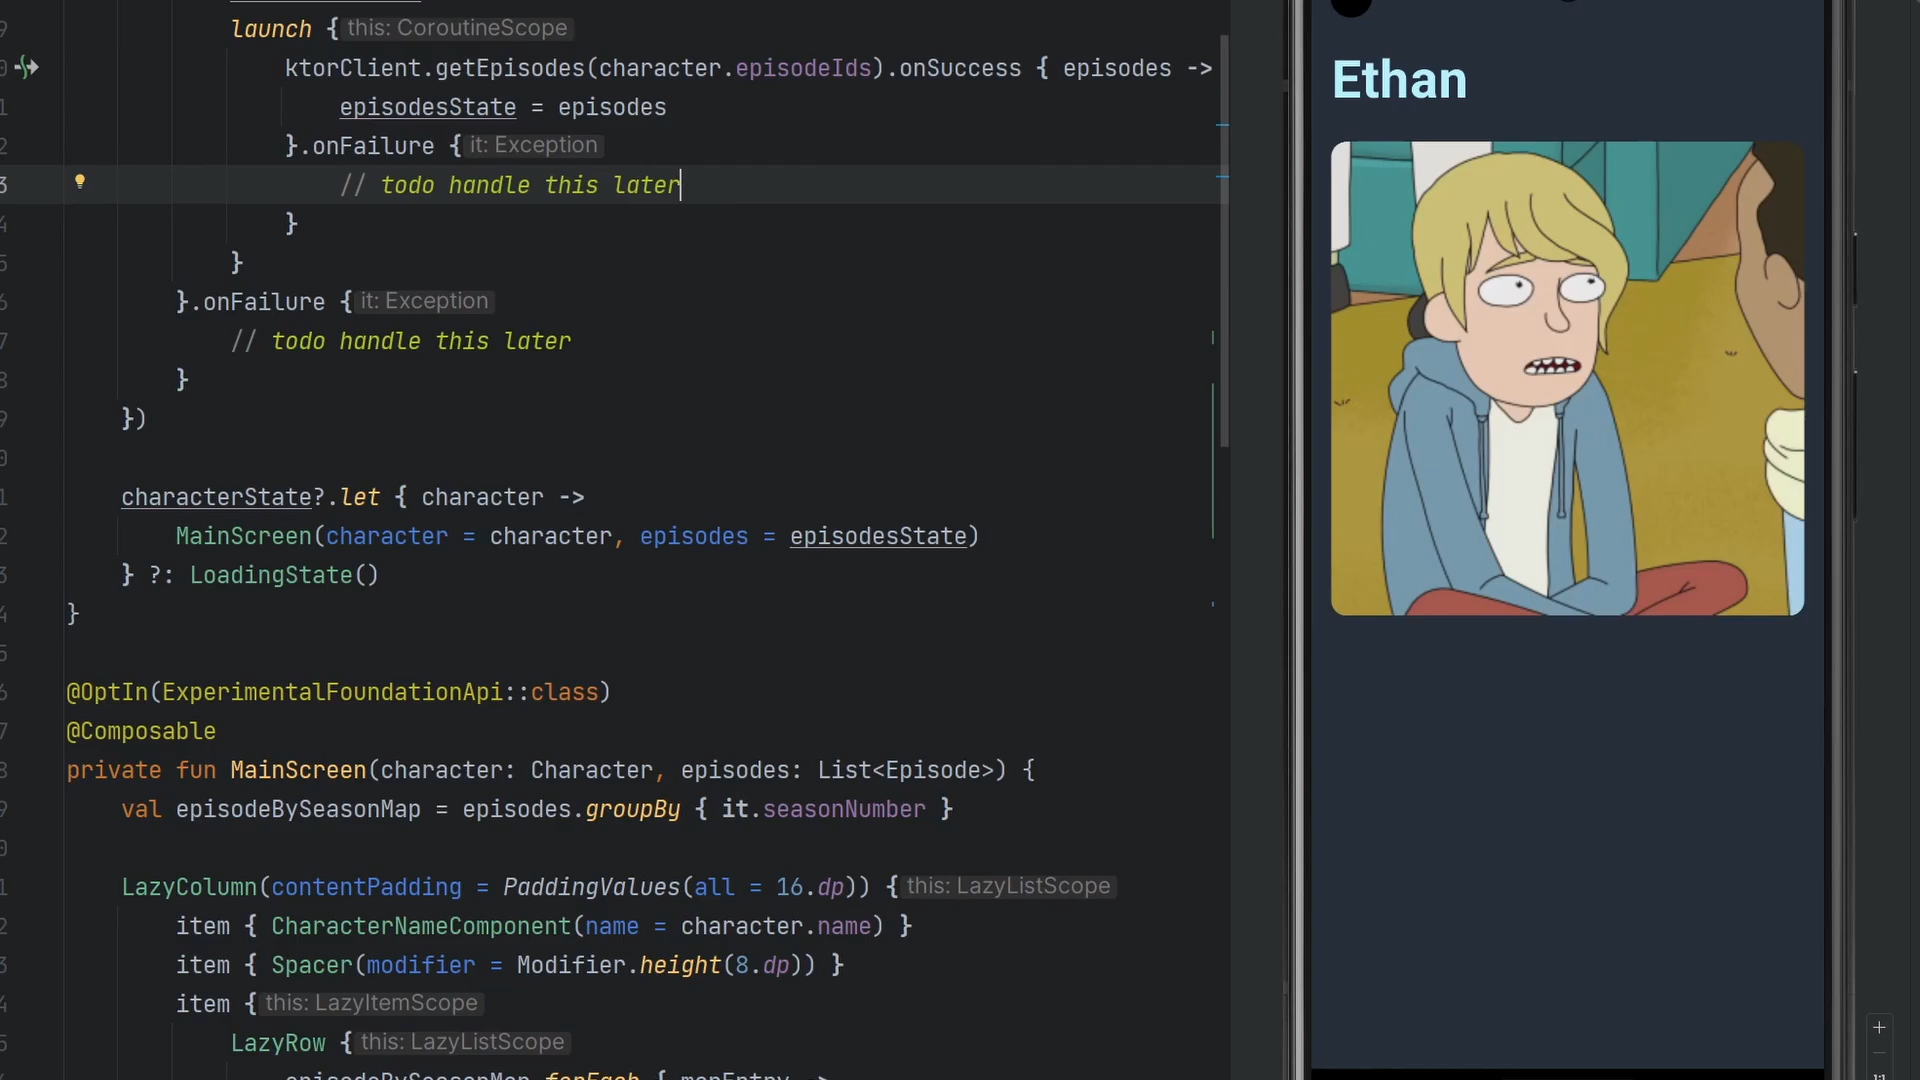 launch { this: CoroutineScope
ktorClient.getEpisodes(character.episodeIds).onSuccess { episodes ->
episodesState = episodes
}.onFailure { it: Exception
// todo handle this later
}
}
}.onFailure { it: Exception
// todo handle this later
}
})
characterState?.let { character ->
MainScreen(character = character, episodes = episodesState)
} ?: LoadingState()
}
@OptIn(ExperimentalFoundationApi::class)
@Composable
private fun MainScreen(character: Character, episodes: List<Episode>) {
val episodeBySeasonMap = episodes.groupBy { it.seasonNumber }
LazyColumn(contentPadding = PaddingValues(all = 16.dp)) { this: LazyListScope
item { CharacterNameComponent(name = character.name) }
item { Spacer(modifier = Modifier.height(8.dp)) }
item { this: LazyItemScope
LazyRow { this: LazyListScope
episodeBySeasonMap.forEach { mapEntry ->
Ethan